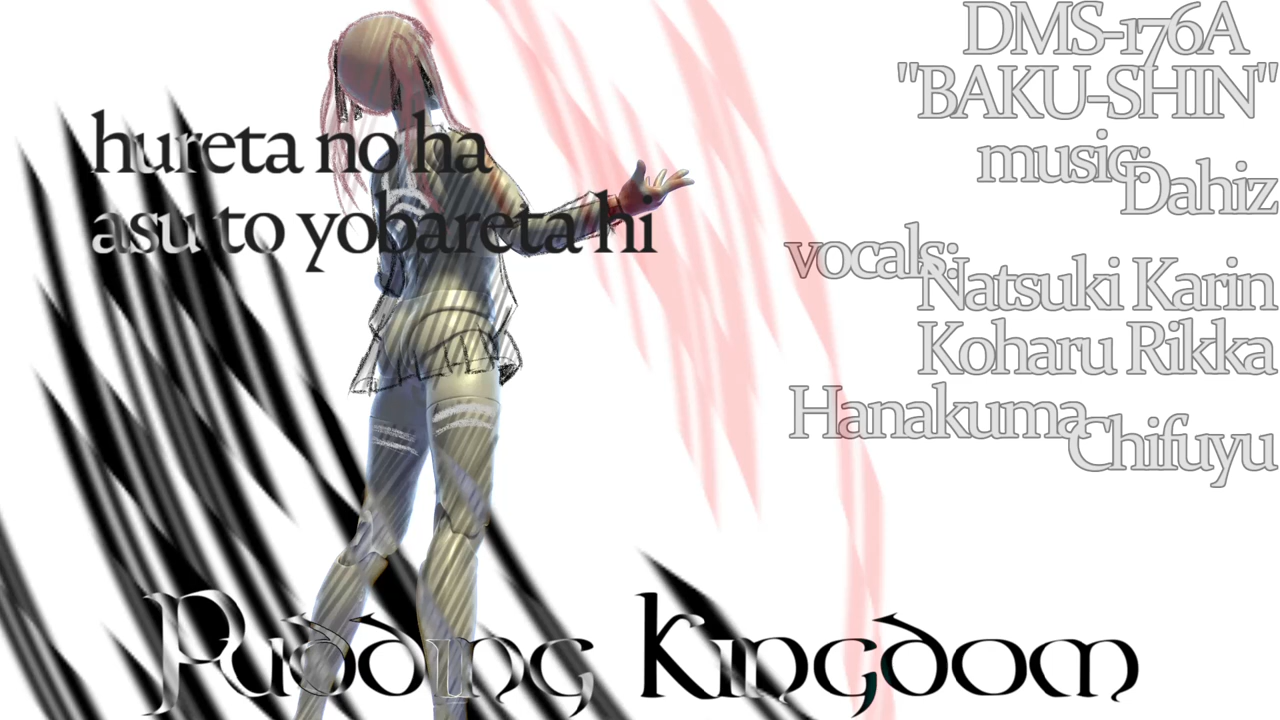 hureta no ha
asu to yobareta hi
DMS-176A
"BAKU-SHIN"
music:
Dahiz
vocals:
Natsuki Karin
Koharu Rikka
Hanakuma
Chifuyu
Pudding Kingdom